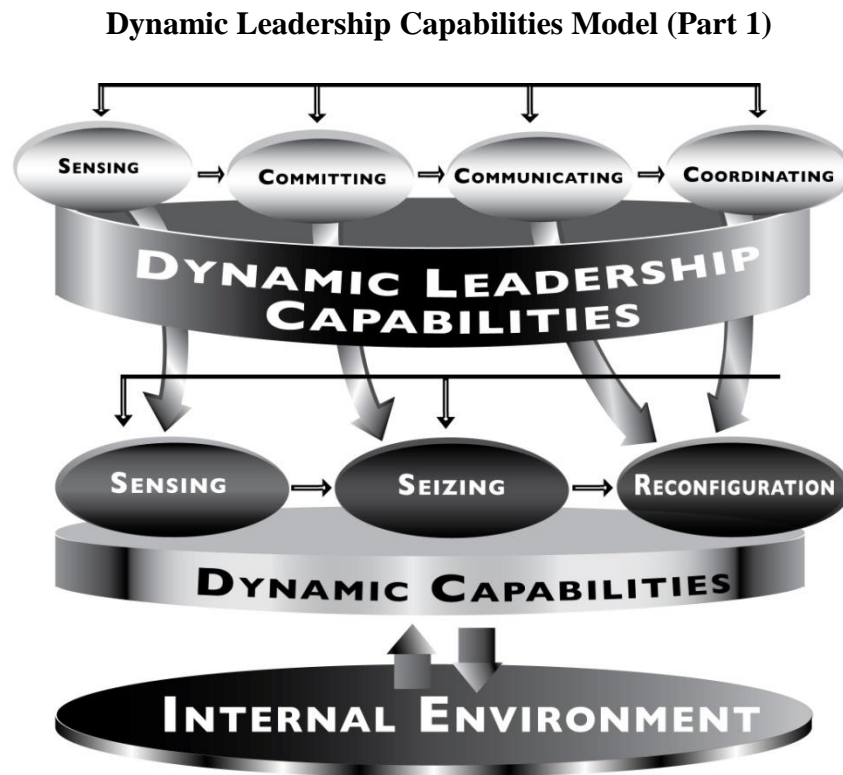 Dynamic Leadership Capabilities Model (Part 1)
SENSING
COMMITTING
COMMUNICATING
COORDINATING
DYNAMIC LEADERSHIP
CAPABILITIES
SENSING
SEIZING
RECONFIGURATION
DYNAMIC CAPABILITIES
INTERNAL ENVIRONMENT